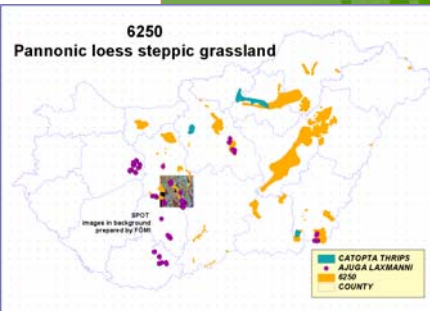 6250
Pannonic loess steppic grassland
SPOT
images in background
prepared by FÖMI
CATOPTA THRIPS
AJUGA LAXMANNI
6250
COUNTY